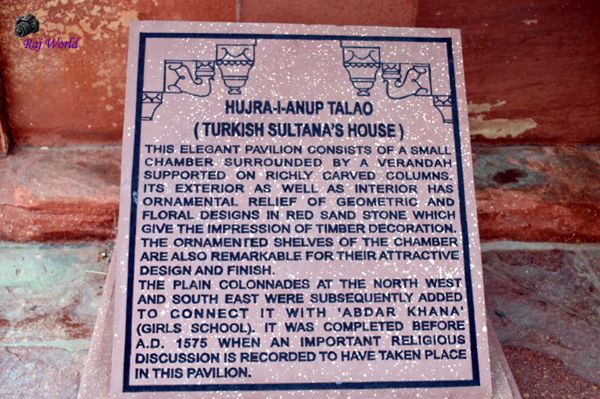 Raj World
HUJRA-I-ANUP TALAO
( TURKISH SULTANA'S HOUSE )
THIS ELEGANT PAVILION CONSISTS OF A SMALL
CHAMBER SURROUNDED BY A VERANDAH
SUPPORTED ON RICHLY CARVED COLUMNS.
ITS EXTERIOR AS WELL AS INTERIOR HAS
ORNAMENTAL RELIEF OF GEOMETRIC AND
FLORAL DESIGNS IN RED SAND STONE WHICH
GIVE THE IMPRESSION OF TIMBER DECORATION.
THE ORNAMENTED SHELVES OF THE CHAMBER
ARE ALSO REMARKABLE FOR THEIR ATTRACTIVE
DESIGN AND FINISH.
THE PLAIN COLONNADES AT THE NORTH WEST
AND SOUTH EAST WERE SUBSEQUENTLY ADDED
TO CONNECT IT WITH 'ABDAR KHANA'
(GIRLS SCHOOL). IT WAS COMPLETED BEFORE
A.D. 1575 WHEN AN IMPORTANT RELIGIOUS
DISCUSSION IS RECORDED TO HAVE TAKEN PLACE
IN THIS PAVILION.